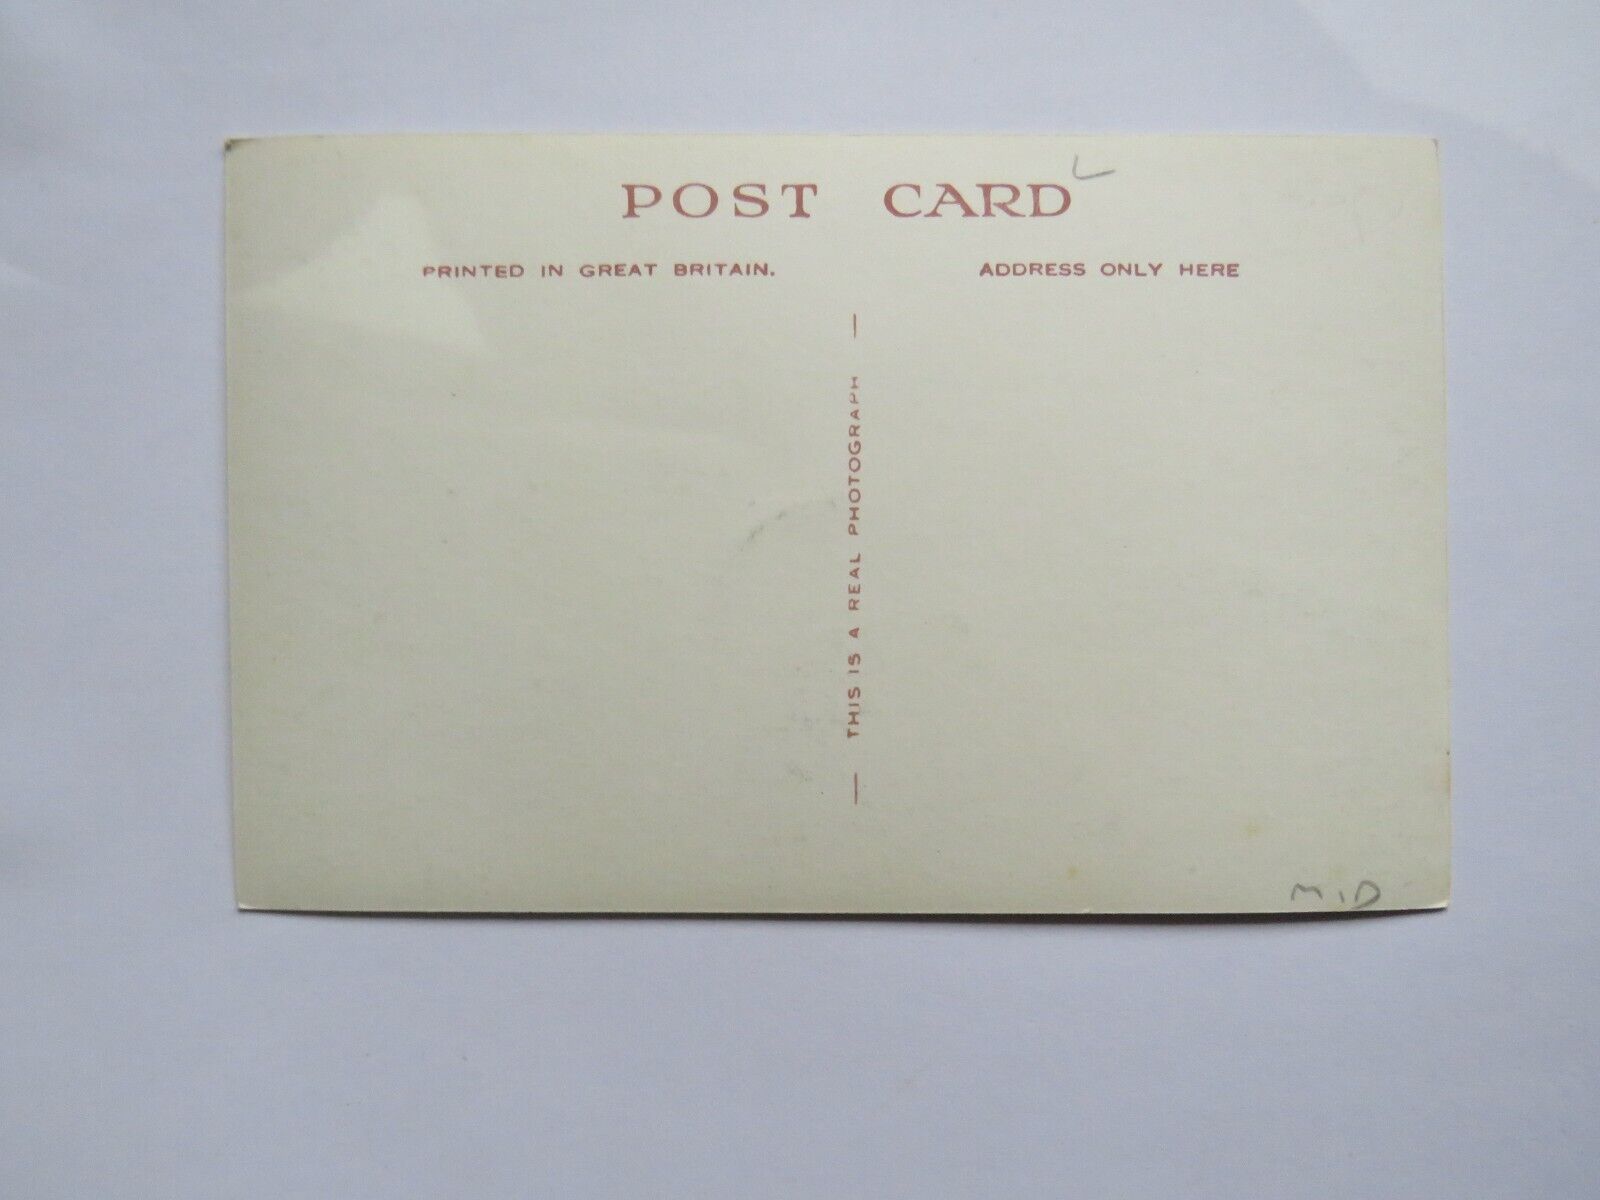 POST CARD
PRINTED IN GREAT BRITAIN.
ADDRESS ONLY HERE
— THIS IS A REAL PHOTOGRAPH —
L
M.D